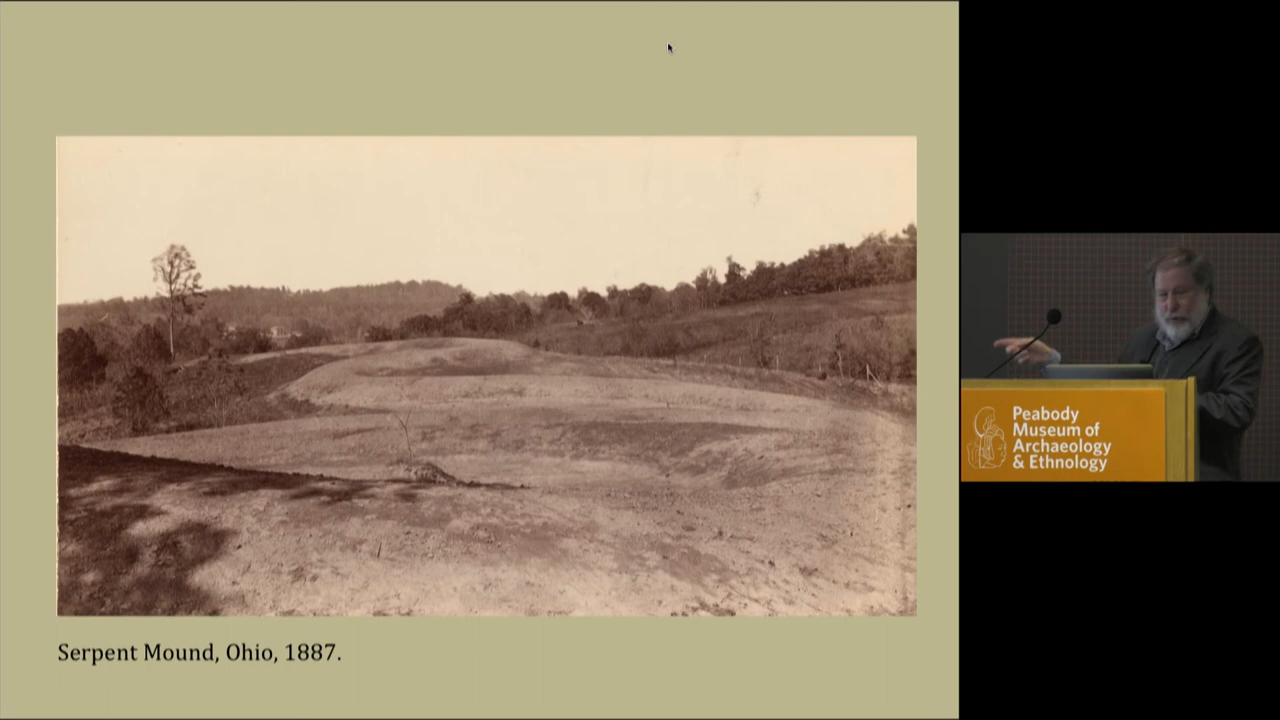 Serpent Mound, Ohio, 1887.
Peabody
Museum of
Archaeology
& Ethnology